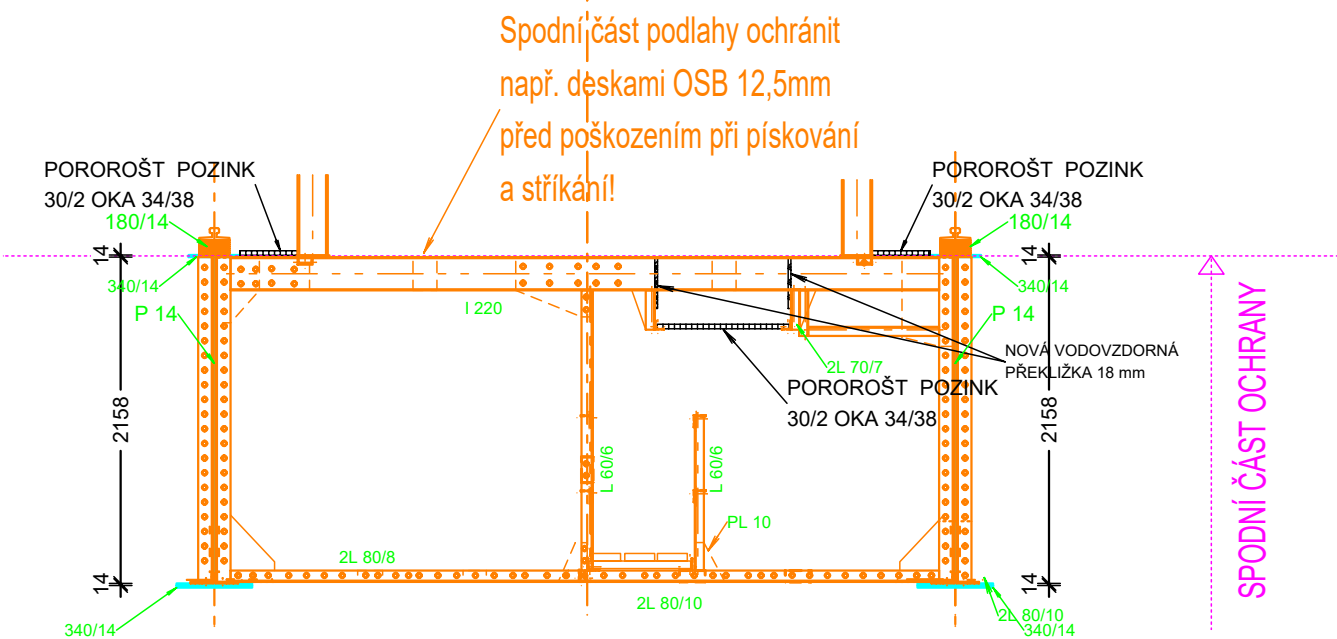 Spodní část podlahy ochránit
např. deskami OSB 12,5mm
před poškozením při pískování
a stříkání!
POROROŠT POZINK
30/2 OKA 34/38
180/14
POROROŠT POZINK
30/2 OKA 34/38
180/14
14
340/14
P 14
I 220
14
340/14
P 14
NOVÁ VODOVZDORNÁ
PŘEKLIŽKA 18 mm
2L 70/7
POROROŠT POZINK
30/2 OKA 34/38
2158
2158
L 60/6
L 60/6
PL 10
2L 80/8
2L 80/10
14
340/14
14
2L 80/10
340/14
SPODNÍ ČÁST OCHRANY